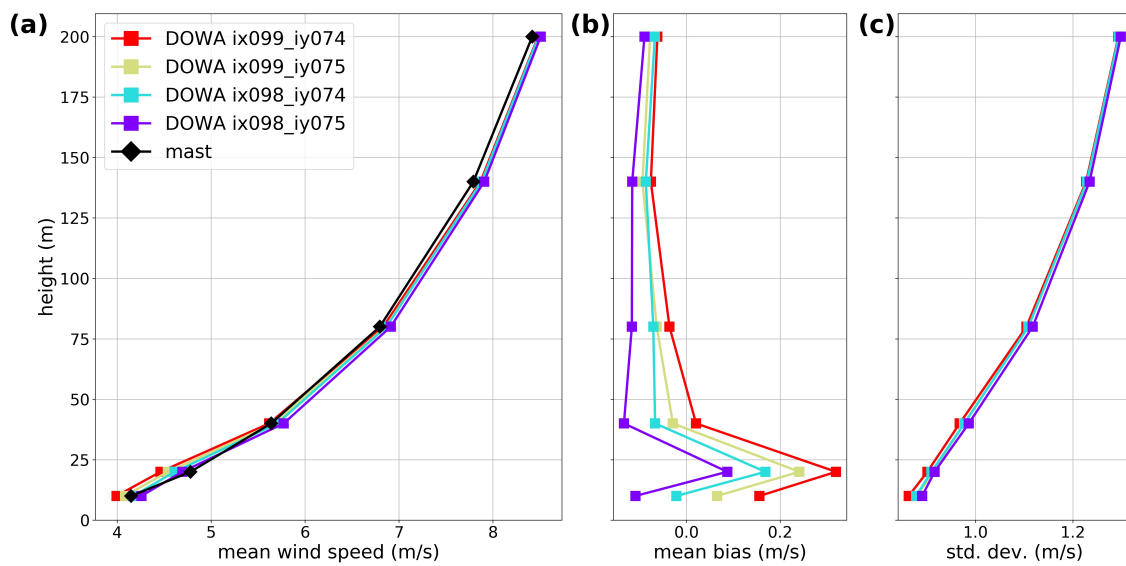 (a)
DOWA ix099_iy074
DOWA ix099_iy075
DOWA ix098_iy074
DOWA ix098_iy075
mast
height (m)
200
175
150
125
100
75
50
25
0
4 5 6 7 8
mean wind speed (m/s)
(b)
0.0 0.2
mean bias (m/s)
(c)
1.0 1.2
std. dev. (m/s)